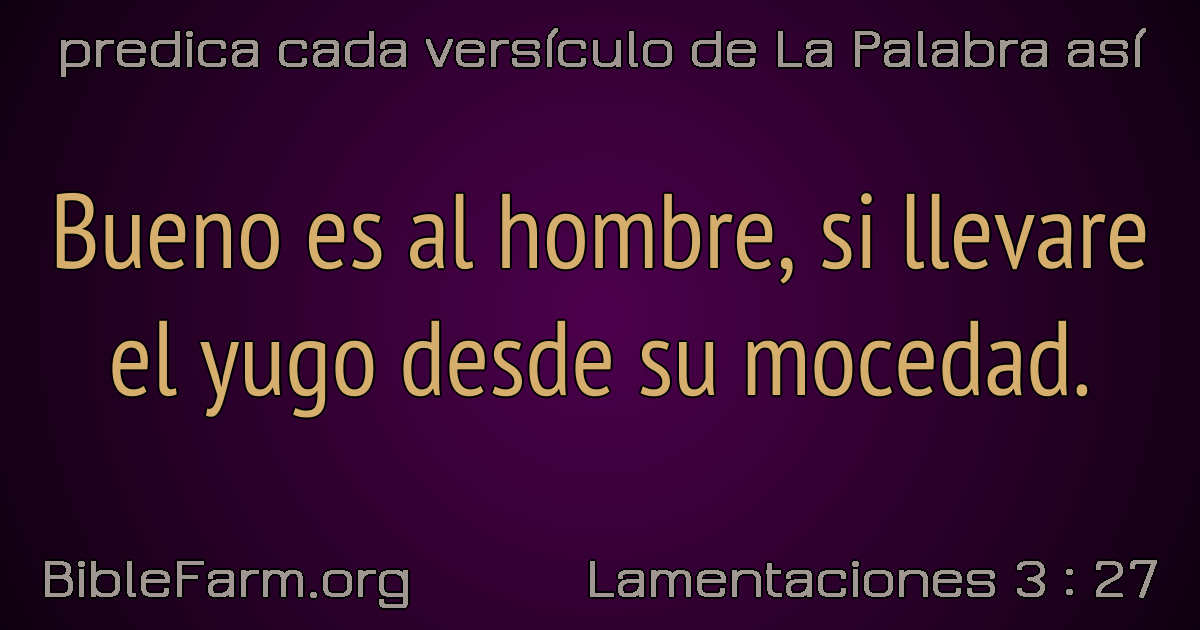 predica cada versículo de La Palabra así
Bueno es al hombre, si llevare
el yugo desde su mocedad.
BibleFarm.org
Lamentaciones 3 : 27